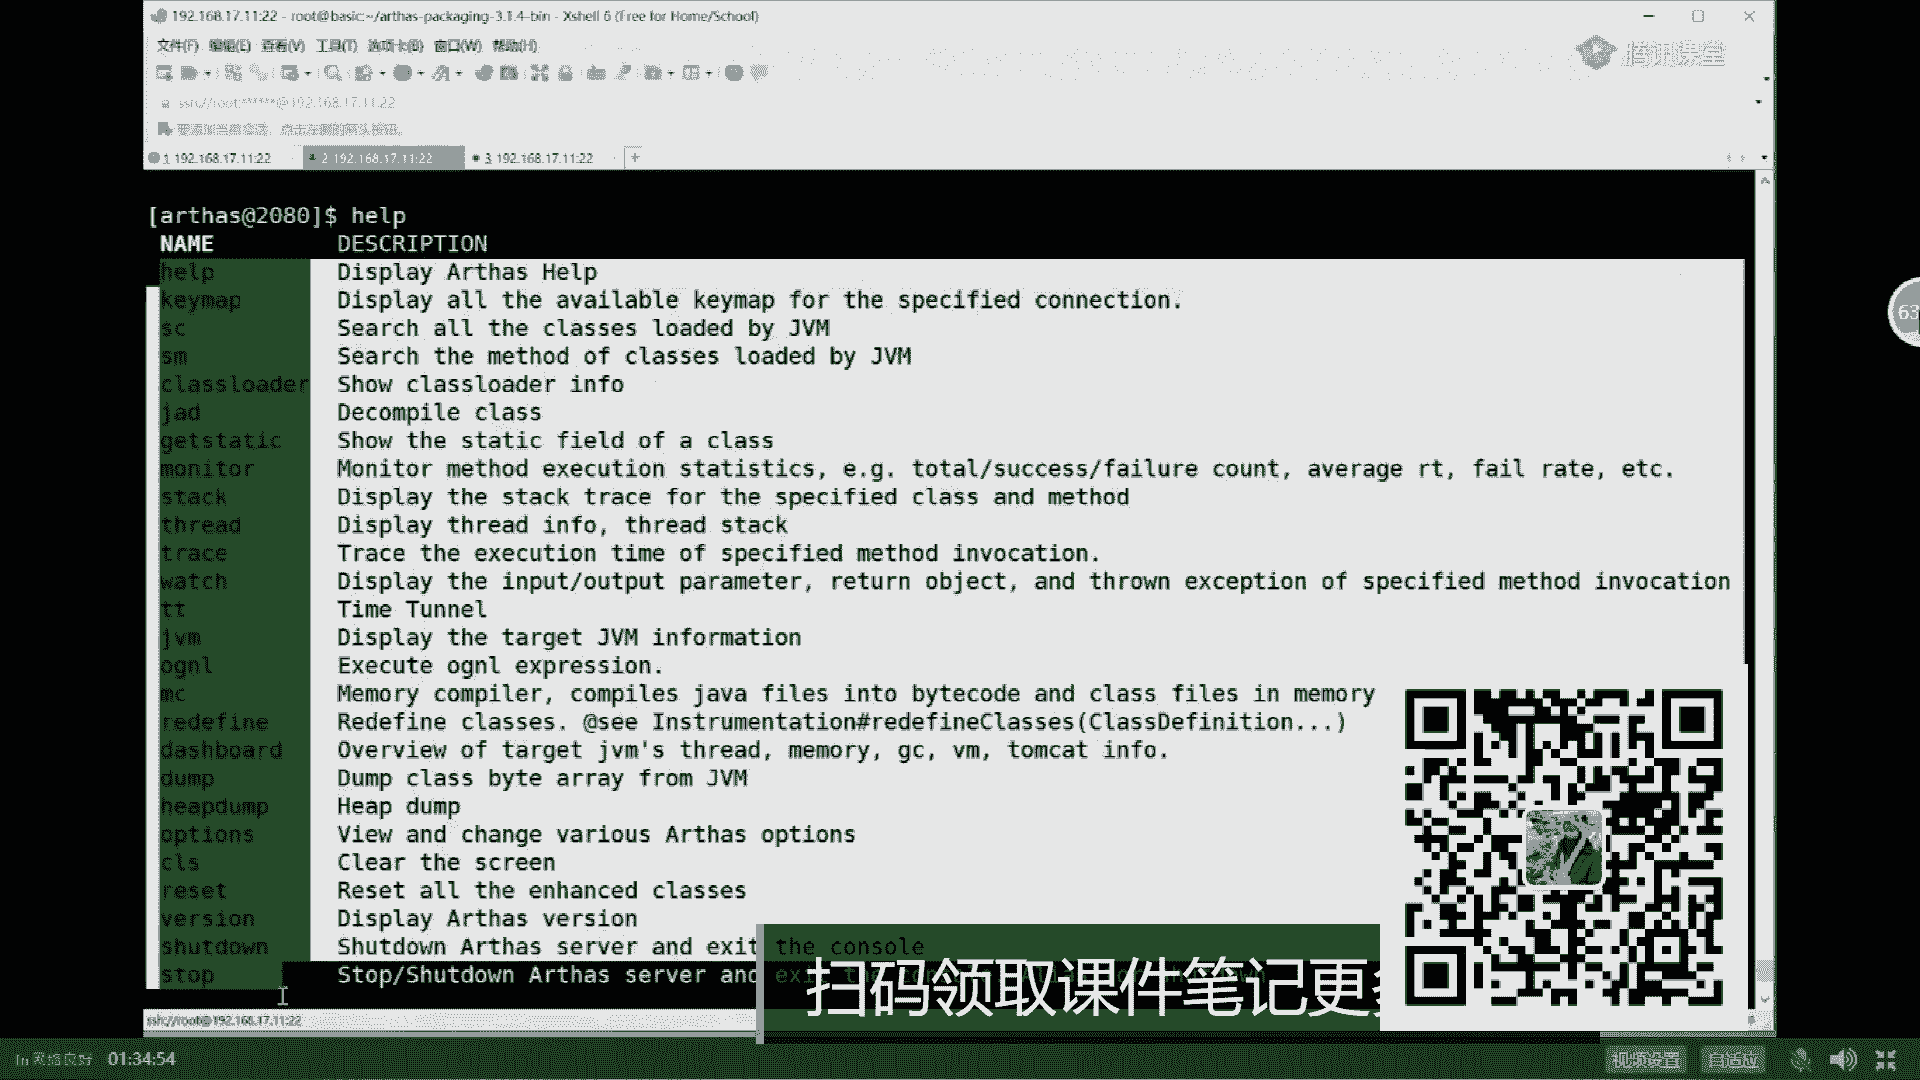 192.168.17.11:22 - root@basic:~/arthas-packaging-3.1.4-bin - Xshell 6 (Free for Home/School)
文件(F) 编辑(E) 查看(V) 工具(T) 选项卡(B) 窗口(W) 帮助(H)
腾讯课堂
ssh://root:******@192.168.17.11:22
要添加当前会话，点击左侧的箭头按钮。
1 192.168.17.11:22 2 192.168.17.11:22 3 192.168.17.11:22 +
[arthas@2080]$ help
NAME DESCRIPTION
help Display Arthas Help
keymap Display all the available keymap for the specified connection.
sc Search all the classes loaded by JVM
sm Search the method of classes loaded by JVM
classloader Show classloader info
jad Decompile class
getstatic Show the static field of a class
monitor Monitor method execution statistics, e.g. total/success/failure count, average rt, fail rate, etc.
stack Display the stack trace for the specified class and method
thread Display thread info, thread stack
trace Trace the execution time of specified method invocation.
watch Display the input/output parameter, return object, and thrown exception of specified method invocation
tt Time Tunnel
jvm Display the target JVM information
ognl Execute ognl expression.
mc Memory compiler, compiles java files into bytecode and class files in memory
redefine Redefine classes. @see Instrumentation#redefineClasses(ClassDefinition...)
dashboard Overview of target jvm's thread, memory, gc, vm, tomcat info.
dump Dump class byte array from JVM
heapdump Heap dump
options View and change various Arthas options
cls Clear the screen
reset Reset all the enhanced classes
version Display Arthas version
shutdown Shutdown Arthas server and exit the console
stop Stop/Shutdown Arthas server and exit the
扫码领取课件笔记更多
ssh://root@192.168.17.11:22
63
网络良好 01:34:54
视频设置 自适应